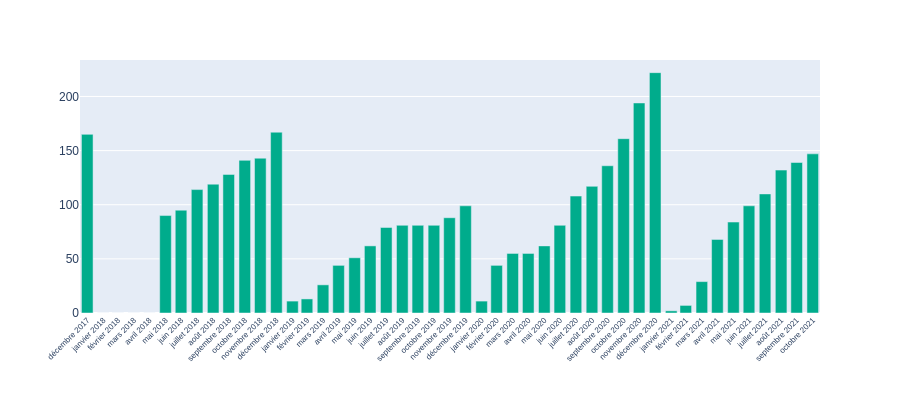 200
150
100
50
0
décembre 2017
janvier 2018
février 2018
mars 2018
avril 2018
mai 2018
juin 2018
juillet 2018
août 2018
septembre 2018
octobre 2018
novembre 2018
décembre 2018
janvier 2019
février 2019
mars 2019
avril 2019
mai 2019
juin 2019
juillet 2019
août 2019
septembre 2019
octobre 2019
novembre 2019
décembre 2019
janvier 2020
février 2020
mars 2020
avril 2020
mai 2020
juin 2020
juillet 2020
août 2020
septembre 2020
octobre 2020
novembre 2020
décembre 2020
janvier 2021
février 2021
mars 2021
avril 2021
mai 2021
juin 2021
juillet 2021
août 2021
septembre 2021
octobre 2021